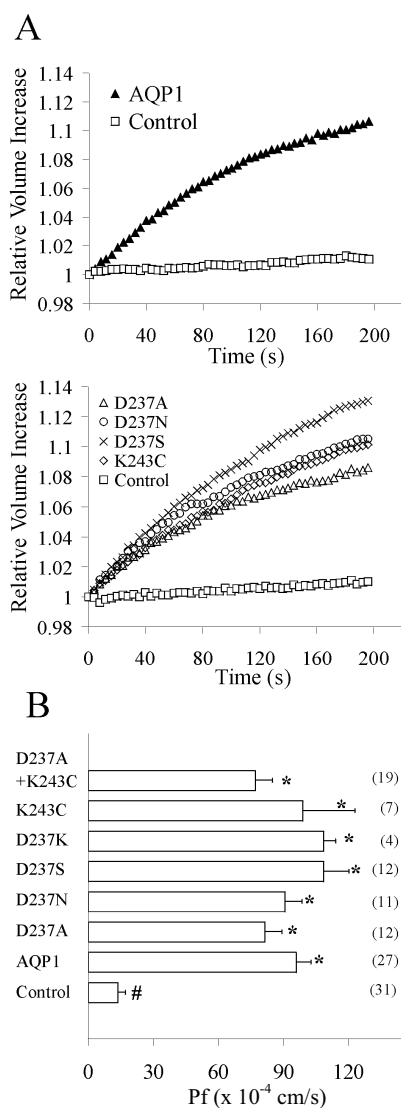 A
1.14
1.12
1.1
1.08
1.06
1.04
1.02
1
0.98
Relative Volume Increase
AQP1
Control
0 40 80 120 160 200
Time (s)
1.14
1.12
1.1
1.08
1.06
1.04
1.02
1
0.98
Relative Volume Increase
D237A
D237N
D237S
K243C
Control
0 40 80 120 160 200
Time (s)
B
D237A
+K243C * (19)
K243C * (7)
D237K * (4)
D237S * (12)
D237N * (11)
D237A * (12)
AQP1 * (27)
Control # (31)
0 30 60 90 120
Pf (x 10⁻⁴ cm/s)